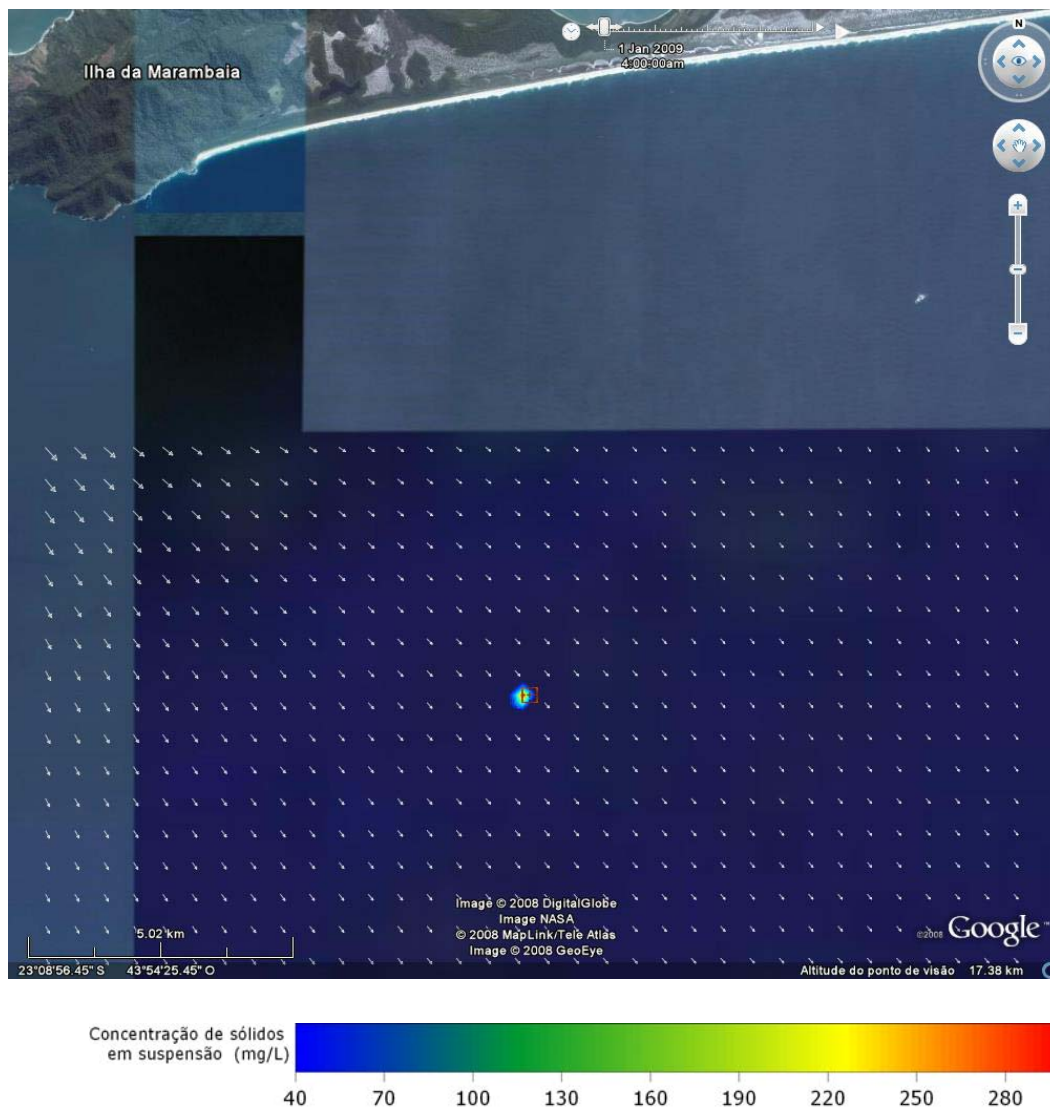 N
1 Jan 2009
4:00:00am
Ilha da Marambaia
Image © 2008 DigitalGlobe
Image NASA
© 2008 MapLink/Tele Atlas
Image © 2008 GeoEye
5.02 km
©2008 Google™
23°08'56.45" S 43°54'25.45" O
Altitude do ponto de visão 17.38 km
Concentração de sólidos
em suspensão (mg/L)
40 70 100 130 160 190 220 250 280